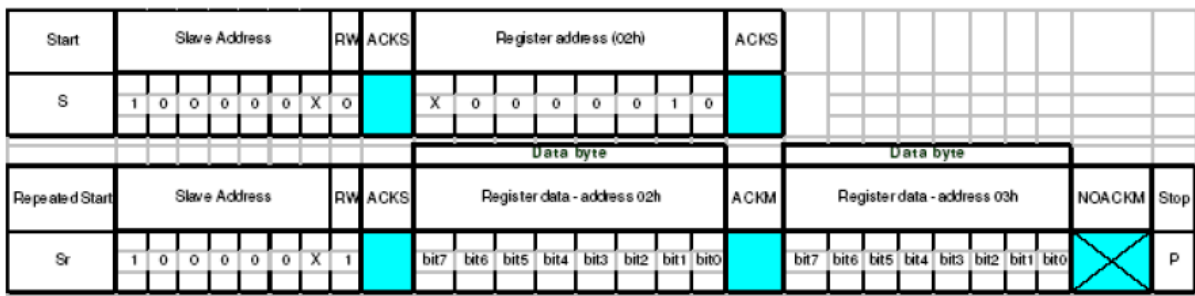 Start Slave Address RW ACKS Register address (02h) ACKS
S 1 0 0 0 0 0 X 0 X 0 0 0 0 0 1 0
Data byte Data byte
Repeated Start Slave Address RW ACKS Register data - address 02h ACKM Register data - address 03h NOACKM Stop
Sr 1 0 0 0 0 0 X 1 bit7 bit6 bit5 bit4 bit3 bit2 bit1 bit0 bit7 bit6 bit5 bit4 bit3 bit2 bit1 bit0 P